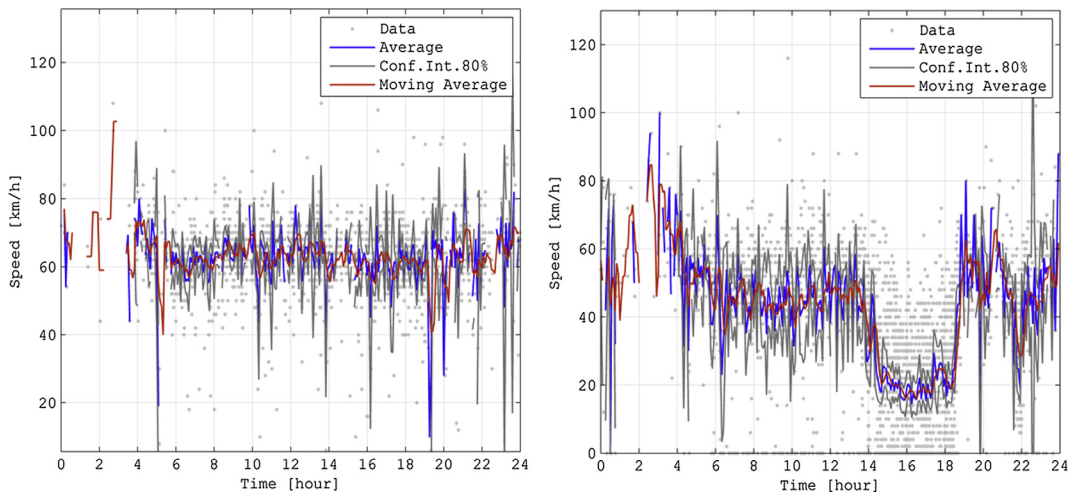 Data
Average
Conf.Int.80%
Moving Average
120
100
80
60
40
20
Speed [km/h]
0 2 4 6 8 10 12 14 16 18 20 22 24
Time [hour]
Data
Average
Conf.Int.80%
Moving Average
120
100
80
60
40
20
0
Speed [km/h]
0 2 4 6 8 10 12 14 16 18 20 22 24
Time [hour]